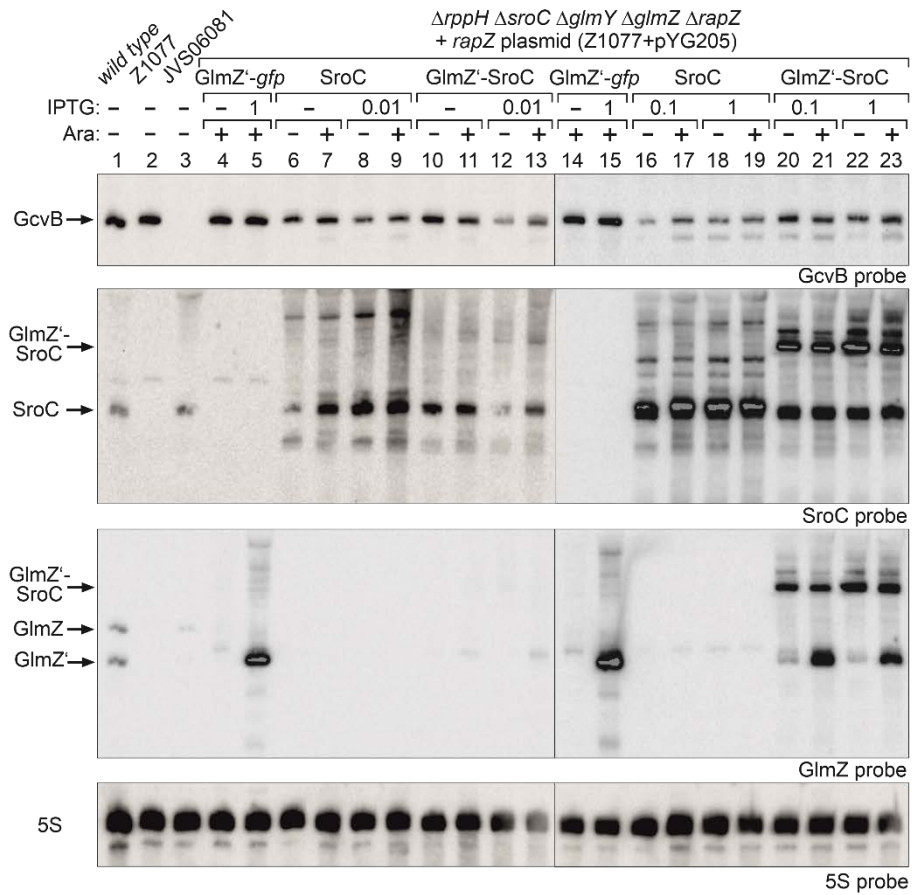 ΔrppH ΔsroC ΔglmY ΔglmZ ΔrapZ
+ rapZ plasmid (Z1077+pYG205)
wild type
Z1077
JVS06081
GlmZ‘-gfp SroC GlmZ‘-SroC GlmZ‘-gfp SroC GlmZ‘-SroC
IPTG: – – – – 1 – 0.01 – 0.01 – 1 0.1 1 0.1 1
Ara: – – – + + – + – + – + – + + + – + – + – + – +
1 2 3 4 5 6 7 8 9 10 11 12 13 14 15 16 17 18 19 20 21 22 23
GcvB
GcvB probe
GlmZ‘-
SroC
SroC
SroC probe
GlmZ‘-
SroC
GlmZ
GlmZ‘
GlmZ probe
5S
5S probe